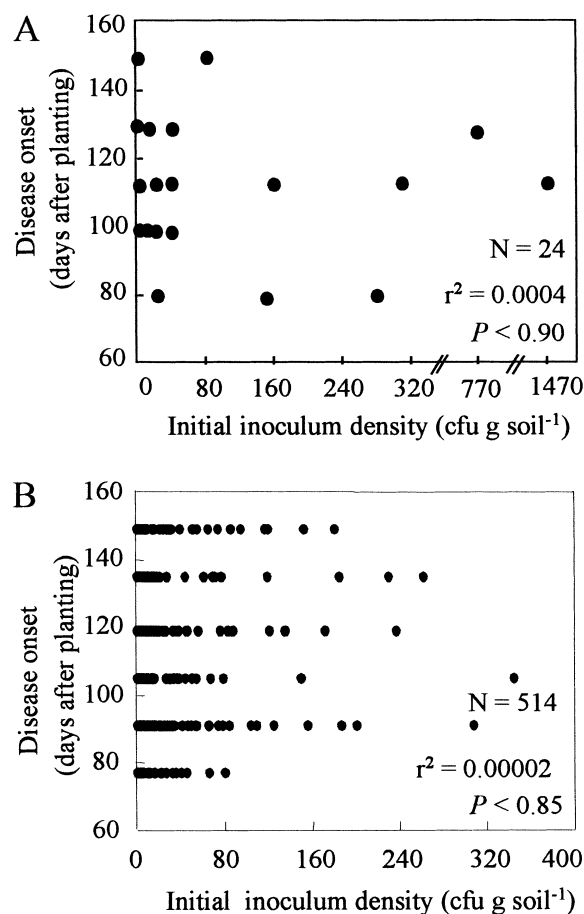 A
160
140
120
100
80
60
Disease onset
(days after planting)
N = 24
r² = 0.0004
P < 0.90
0 80 160 240 320 770 1470
Initial inoculum density (cfu g soil⁻¹)
B
160
140
120
100
80
60
Disease onset
(days after planting)
N = 514
r² = 0.00002
P < 0.85
0 80 160 240 320 400
Initial inoculum density (cfu g soil⁻¹)